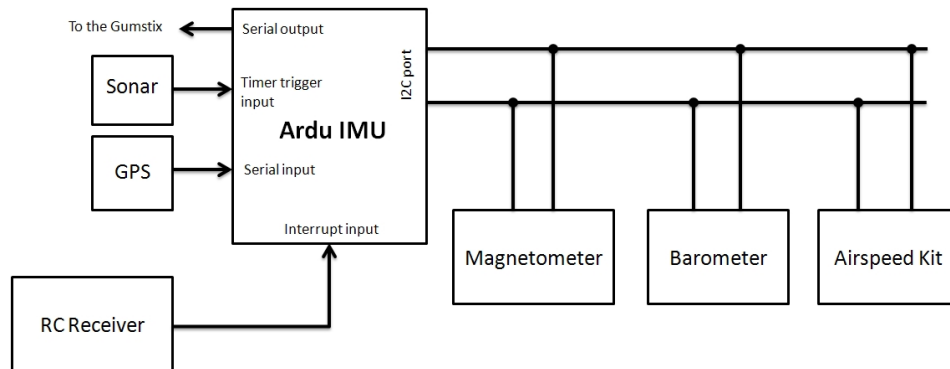 To the Gumstix
Serial output
I2C port
Sonar
Timer trigger
input
Ardu IMU
GPS
Serial input
Interrupt input
Magnetometer
Barometer
Airspeed Kit
RC Receiver